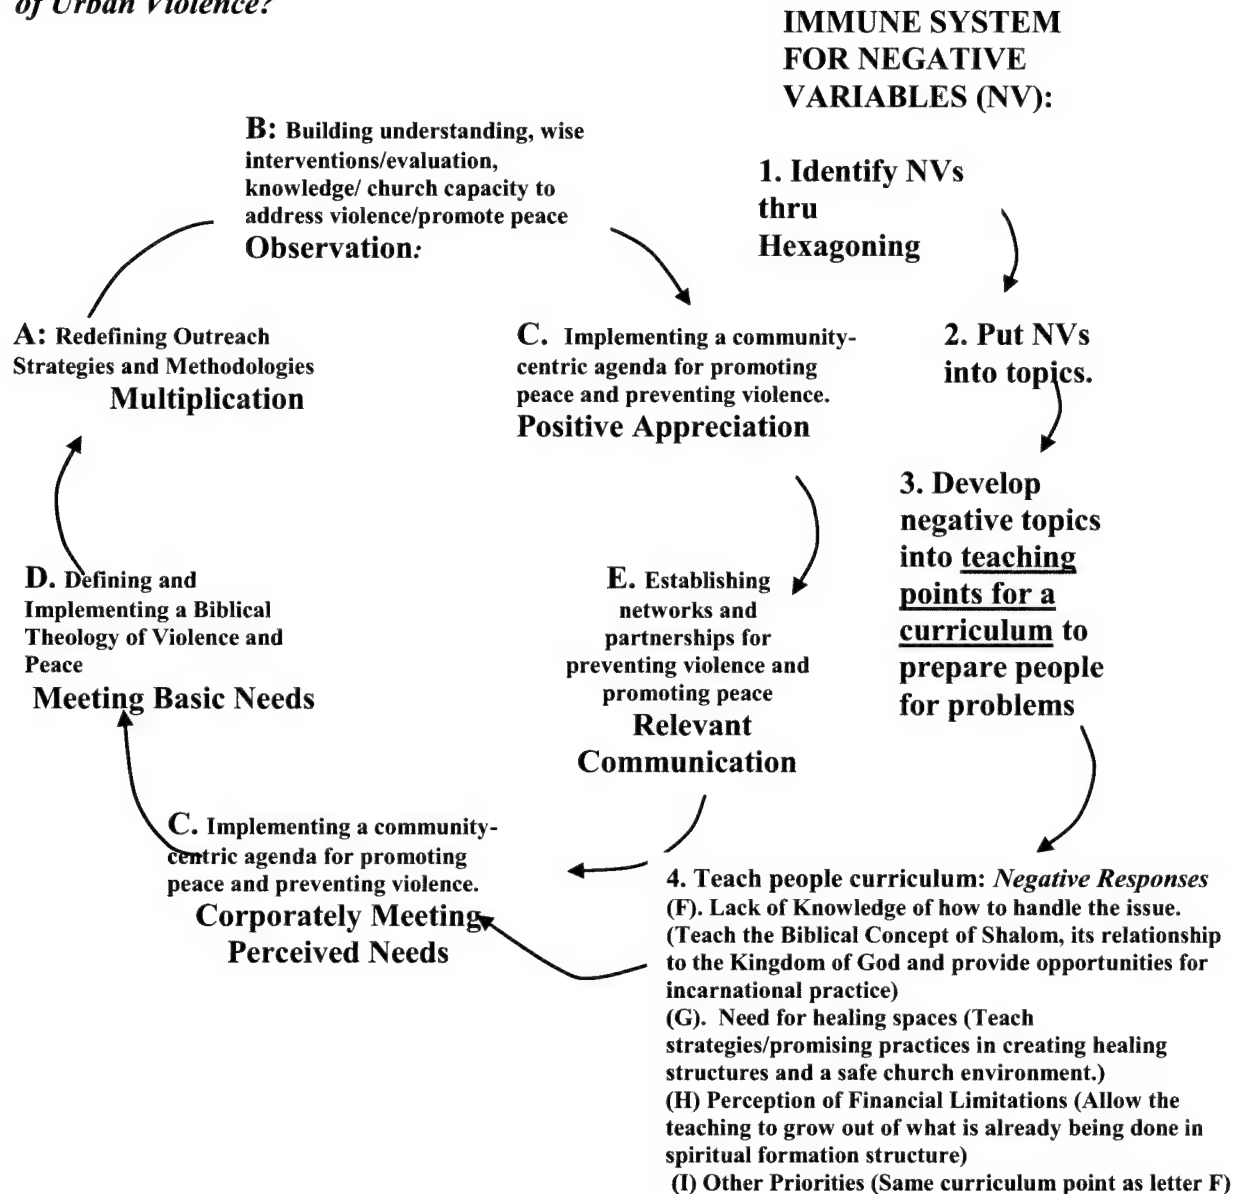 of Urban Violence?
IMMUNE SYSTEM
FOR NEGATIVE
VARIABLES (NV):
B: Building understanding, wise
interventions/evaluation,
knowledge/ church capacity to
address violence/promote peace
Observation:
1. Identify NVs
thru
Hexagoning
A: Redefining Outreach
Strategies and Methodologies
Multiplication
C. Implementing a community-
centric agenda for promoting
peace and preventing violence.
Positive Appreciation
2. Put NVs
into topics.
3. Develop
negative topics
into teaching
points for a
curriculum to
prepare people
for problems
D. Defining and
Implementing a Biblical
Theology of Violence and
Peace
Meeting Basic Needs
E. Establishing
networks and
partnerships for
preventing violence and
promoting peace
Relevant
Communication
C. Implementing a community-
centric agenda for promoting
peace and preventing violence.
Corporately Meeting
Perceived Needs
4. Teach people curriculum: Negative Responses
(F). Lack of Knowledge of how to handle the issue.
(Teach the Biblical Concept of Shalom, its relationship
to the Kingdom of God and provide opportunities for
incarnational practice)
(G). Need for healing spaces (Teach
strategies/promising practices in creating healing
structures and a safe church environment.)
(H) Perception of Financial Limitations (Allow the
teaching to grow out of what is already being done in
spiritual formation structure)
(I) Other Priorities (Same curriculum point as letter F)